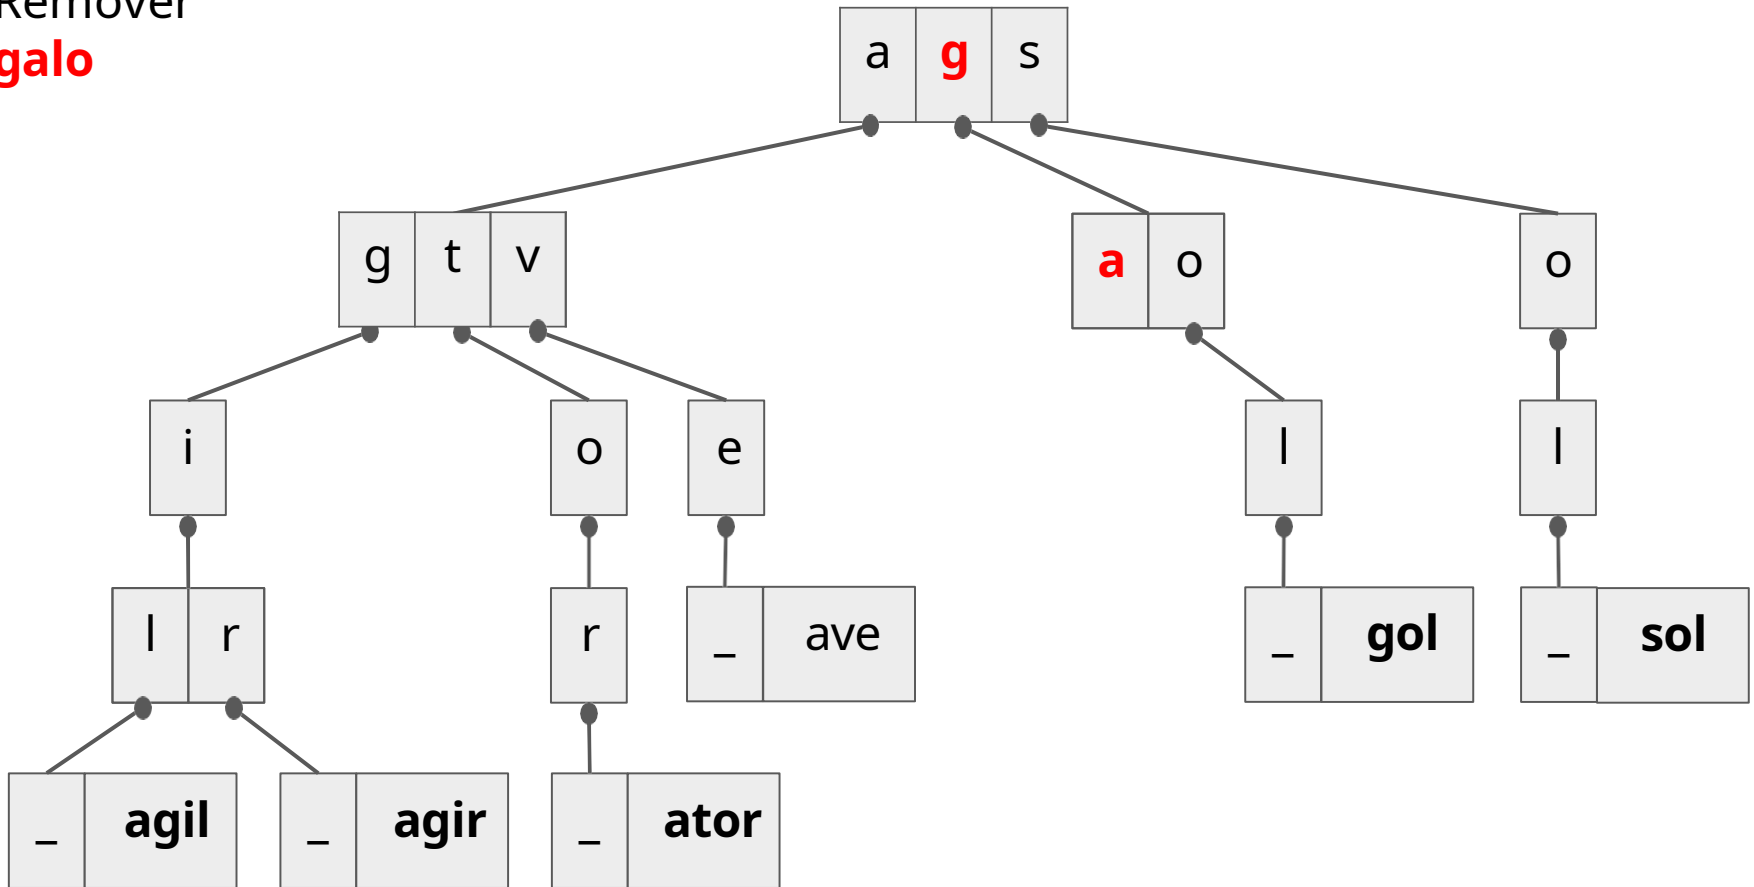 Remover
galo
a g s
g t v
a o
o
i
o
e
l
l
l r
r
_ ave
_ gol
_ sol
_ agil
_ agir
_ ator